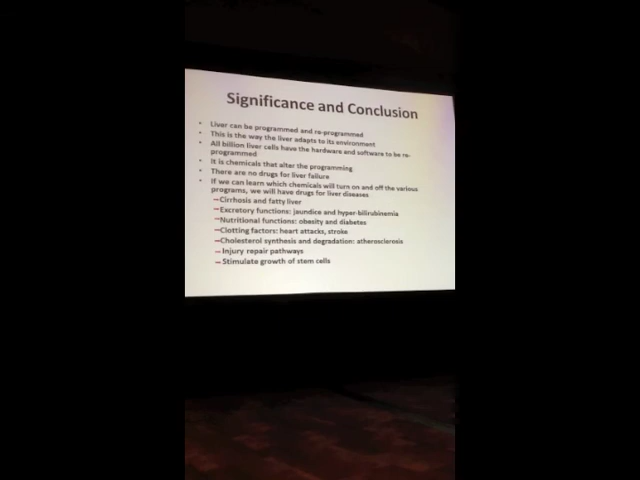 Significance and Conclusion
• Liver can be programmed and re-programmed
• This is the way the liver adapts to its environment
• All billion liver cells have the hardware and software to be re-
programmed
• It is chemicals that alter the programming
• There are no drugs for liver failure
• If we can learn which chemicals will turn on and off the various
programs, we will have drugs for liver diseases
–Cirrhosis and fatty liver
–Excretory functions: jaundice and hyper-bilirubinemia
–Nutritional functions: obesity and diabetes
–Clotting factors: heart attacks, stroke
–Cholesterol synthesis and degradation: atherosclerosis
– Injury repair pathways
– Stimulate growth of stem cells